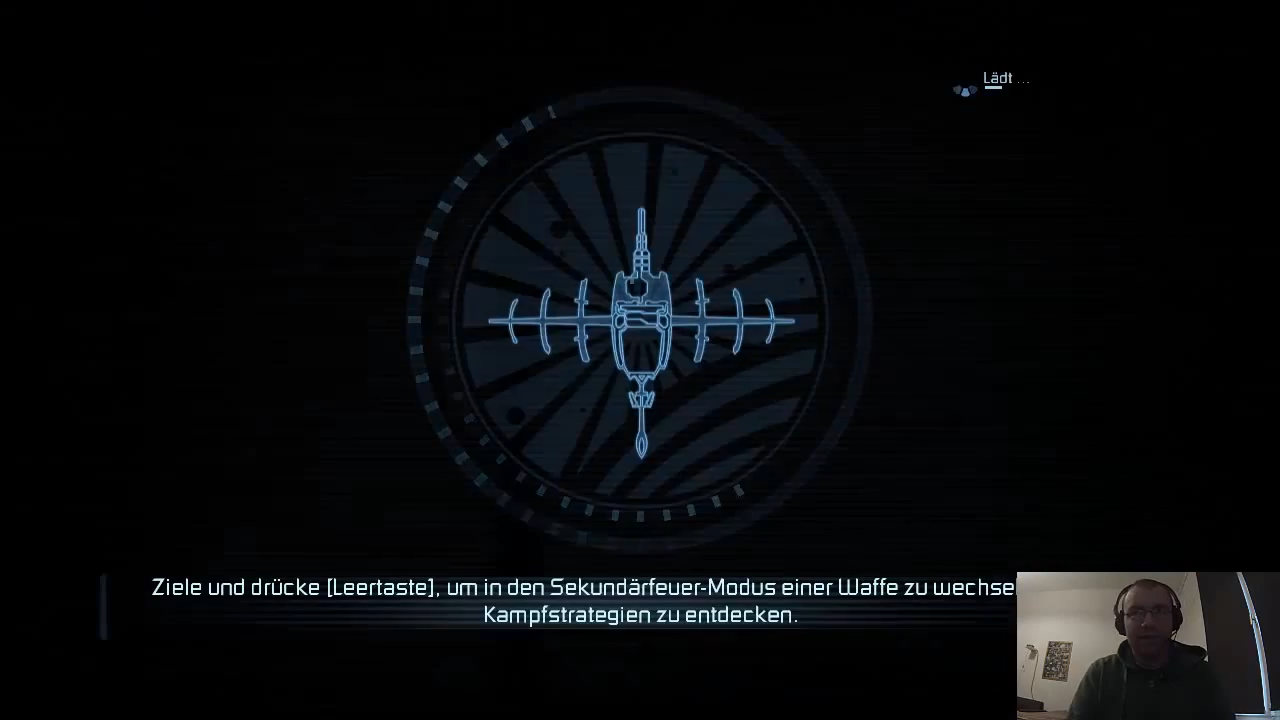 Lädt ...
Ziele und drücke [Leertaste], um in den Sekundärfeuer-Modus einer Waffe zu
Kampfstrategien zu entdecken.